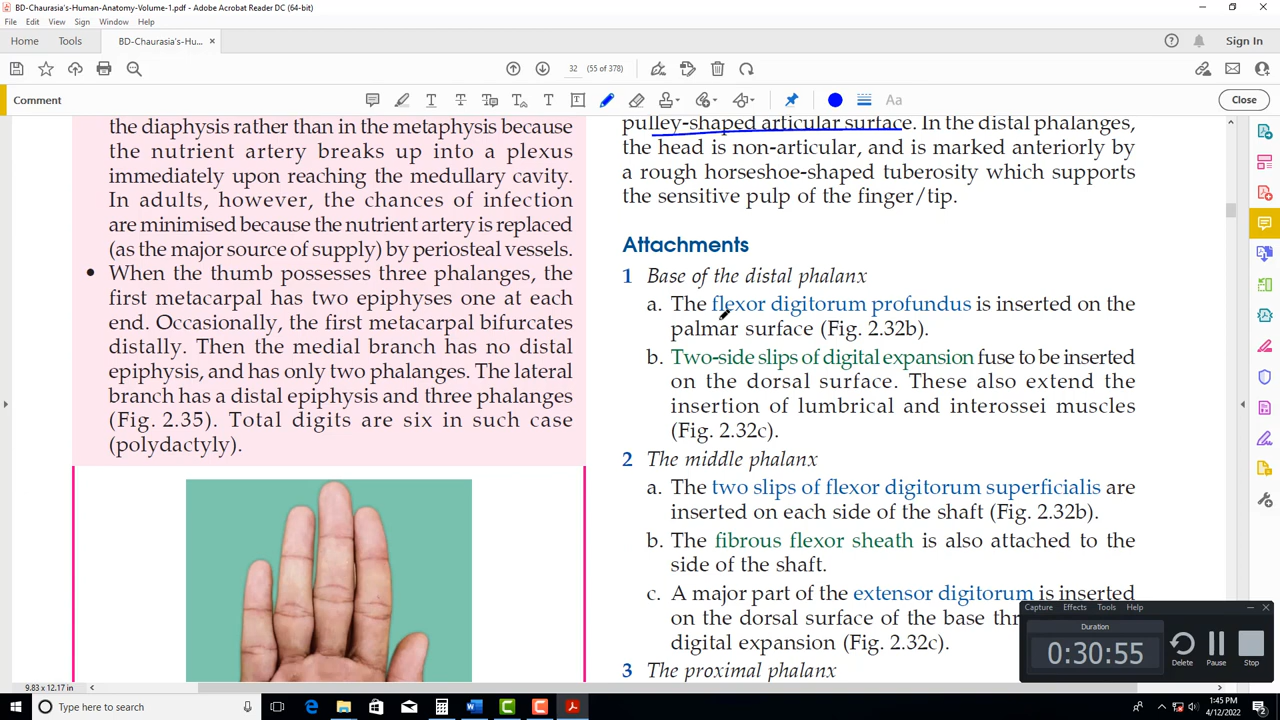 BD-Chaurasia's-Human-Anatomy-Volume-1.pdf - Adobe Acrobat Reader DC (64-bit)
File Edit View Sign Window Help
Home Tools BD-Chaurasia's-Hu... × Sign In
32 (55 of 378)
Comment Aa Close
the diaphysis rather than in the metaphysis because
the nutrient artery breaks up into a plexus
immediately upon reaching the medullary cavity.
In adults, however, the chances of infection
are minimised because the nutrient artery is replaced
(as the major source of supply) by periosteal vessels.
• When the thumb possesses three phalanges, the
first metacarpal has two epiphyses one at each
end. Occasionally, the first metacarpal bifurcates
distally. Then the medial branch has no distal
epiphysis, and has only two phalanges. The lateral
branch has a distal epiphysis and three phalanges
(Fig. 2.35). Total digits are six in such case
(polydactyly).
pulley-shaped articular surface. In the distal phalanges,
the head is non-articular, and is marked anteriorly by
a rough horseshoe-shaped tuberosity which supports
the sensitive pulp of the finger/tip.
Attachments
1 Base of the distal phalanx
a. The flexor digitorum profundus is inserted on the
palmar surface (Fig. 2.32b).
b. Two-side slips of digital expansion fuse to be inserted
on the dorsal surface. These also extend the
insertion of lumbrical and interossei muscles
(Fig. 2.32c).
2 The middle phalanx
a. The two slips of flexor digitorum superficialis are
inserted on each side of the shaft (Fig. 2.32b).
b. The fibrous flexor sheath is also attached to the
side of the shaft.
c. A major part of the extensor digitorum is inserted
on the dorsal surface of the base thr
digital expansion (Fig. 2.32c).
3 The proximal phalanx
Capture Effects Tools Help
Duration
0:30:55
Delete Pause Stop
9.83 x 12.17 in
Type here to search
1:45 PM
4/12/2022
2